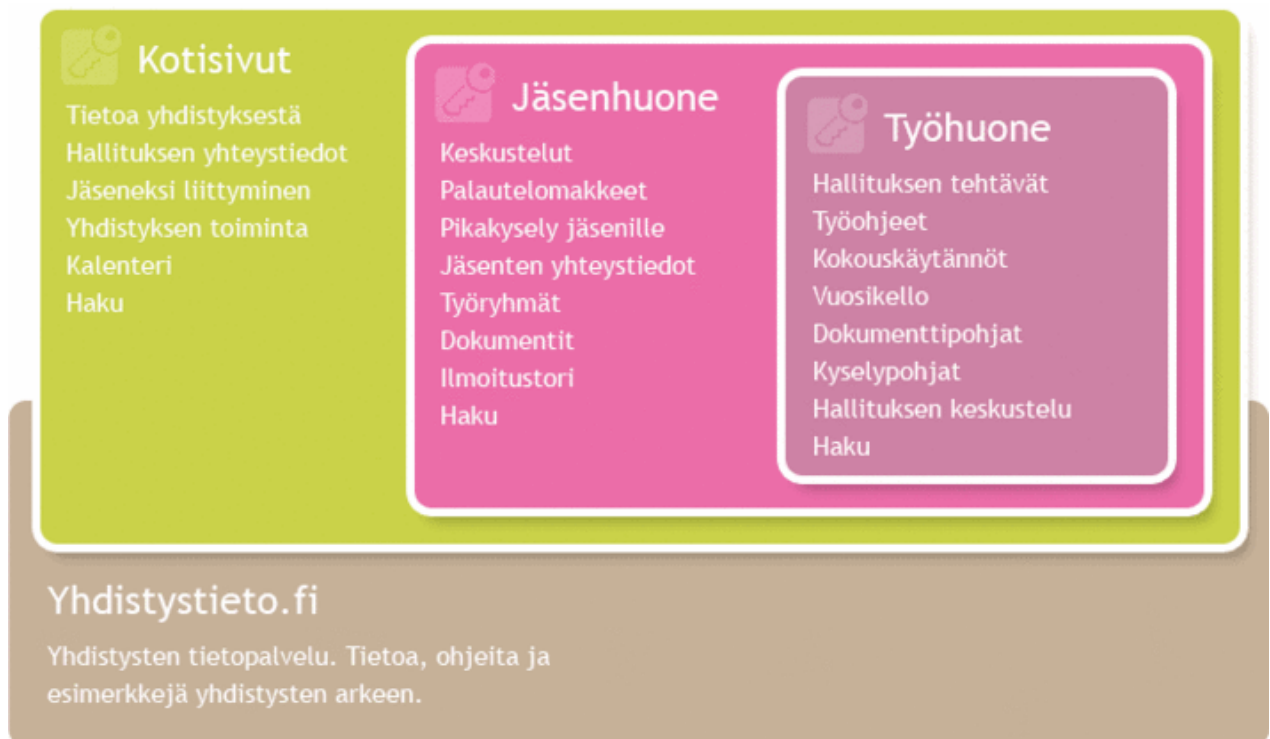 Kotisivut
Tietoa yhdistyksestä
Hallituksen yhteystiedot
Jäseneksi liittyminen
Yhdistyksen toiminta
Kalenteri
Haku
Jäsenhuone
Keskustelut
Palautelomakkeet
Pikakysely jäsenille
Jäsenten yhteystiedot
Työryhmät
Dokumentit
Ilmoitustori
Haku
Työhuone
Hallituksen tehtävät
Työohjeet
Kokouskäytännöt
Vuosikello
Dokumenttipohjat
Kyselypohjat
Hallituksen keskustelu
Haku
Yhdistystieto.fi
Yhdistysten tietopalvelu. Tietoa, ohjeita ja
esimerkkejä yhdistysten arkeen.